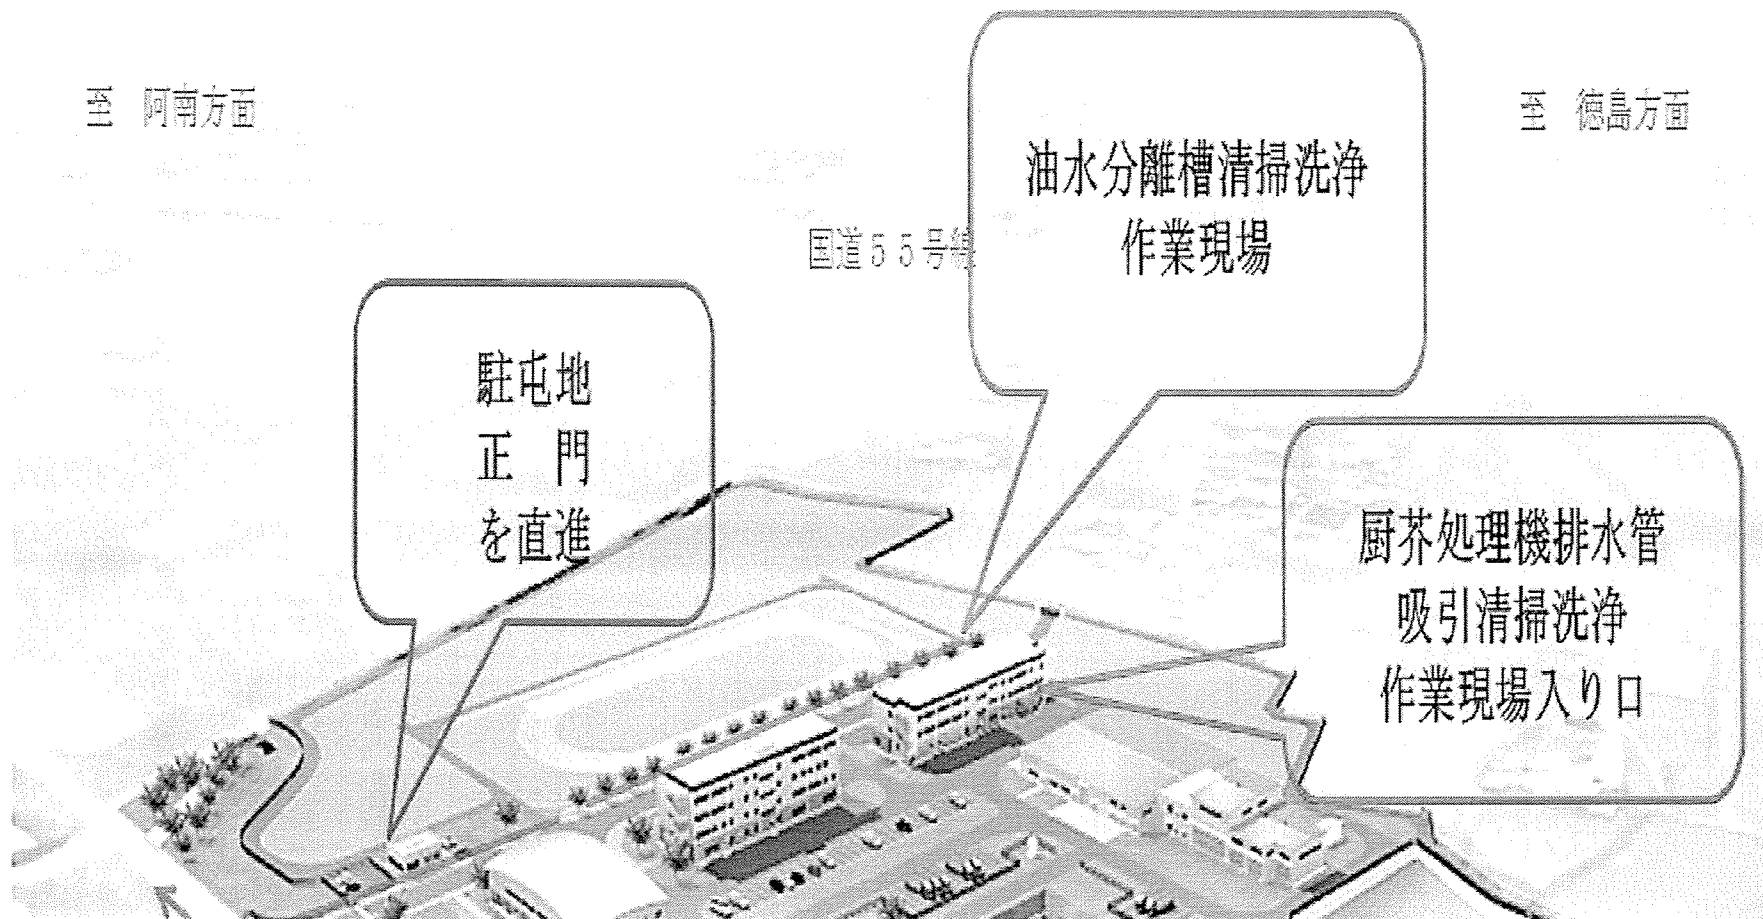 至　阿南方面
至　徳島方面
国道５５号線
油水分離槽清掃洗浄
作業現場
駐屯地
正　門
を直進
厨芥処理機排水管
吸引清掃洗浄
作業現場入り口